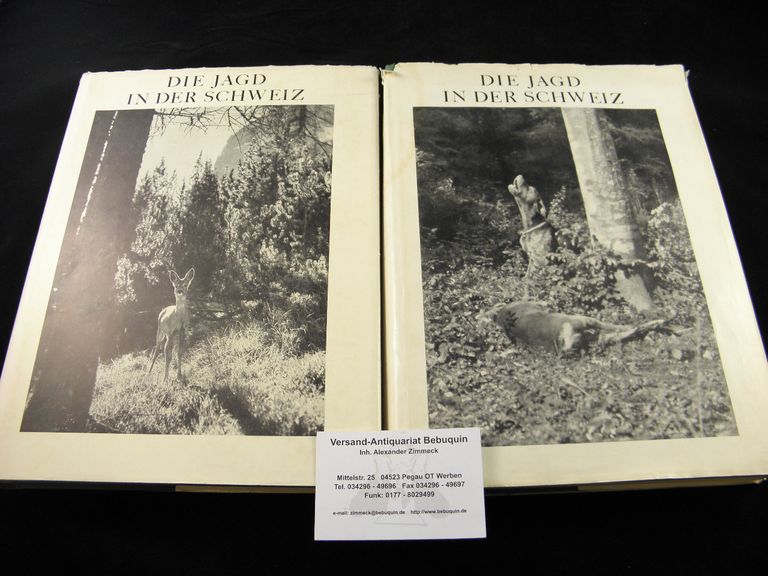 DIE JAGD
IN DER SCHWEIZ
DIE JAGD
IN DER SCHWEIZ
Versand-Antiquariat Bebuquin
Inh. Alexander Zimmeck
Mittelstr. 25 04523 Pegau OT Werben
Tel. 034296 - 49696 Fax 034296 - 49697
Funk: 0177 - 8029499
e-mail: zimmeck@bebuquin.de http://www.bebuquin.de